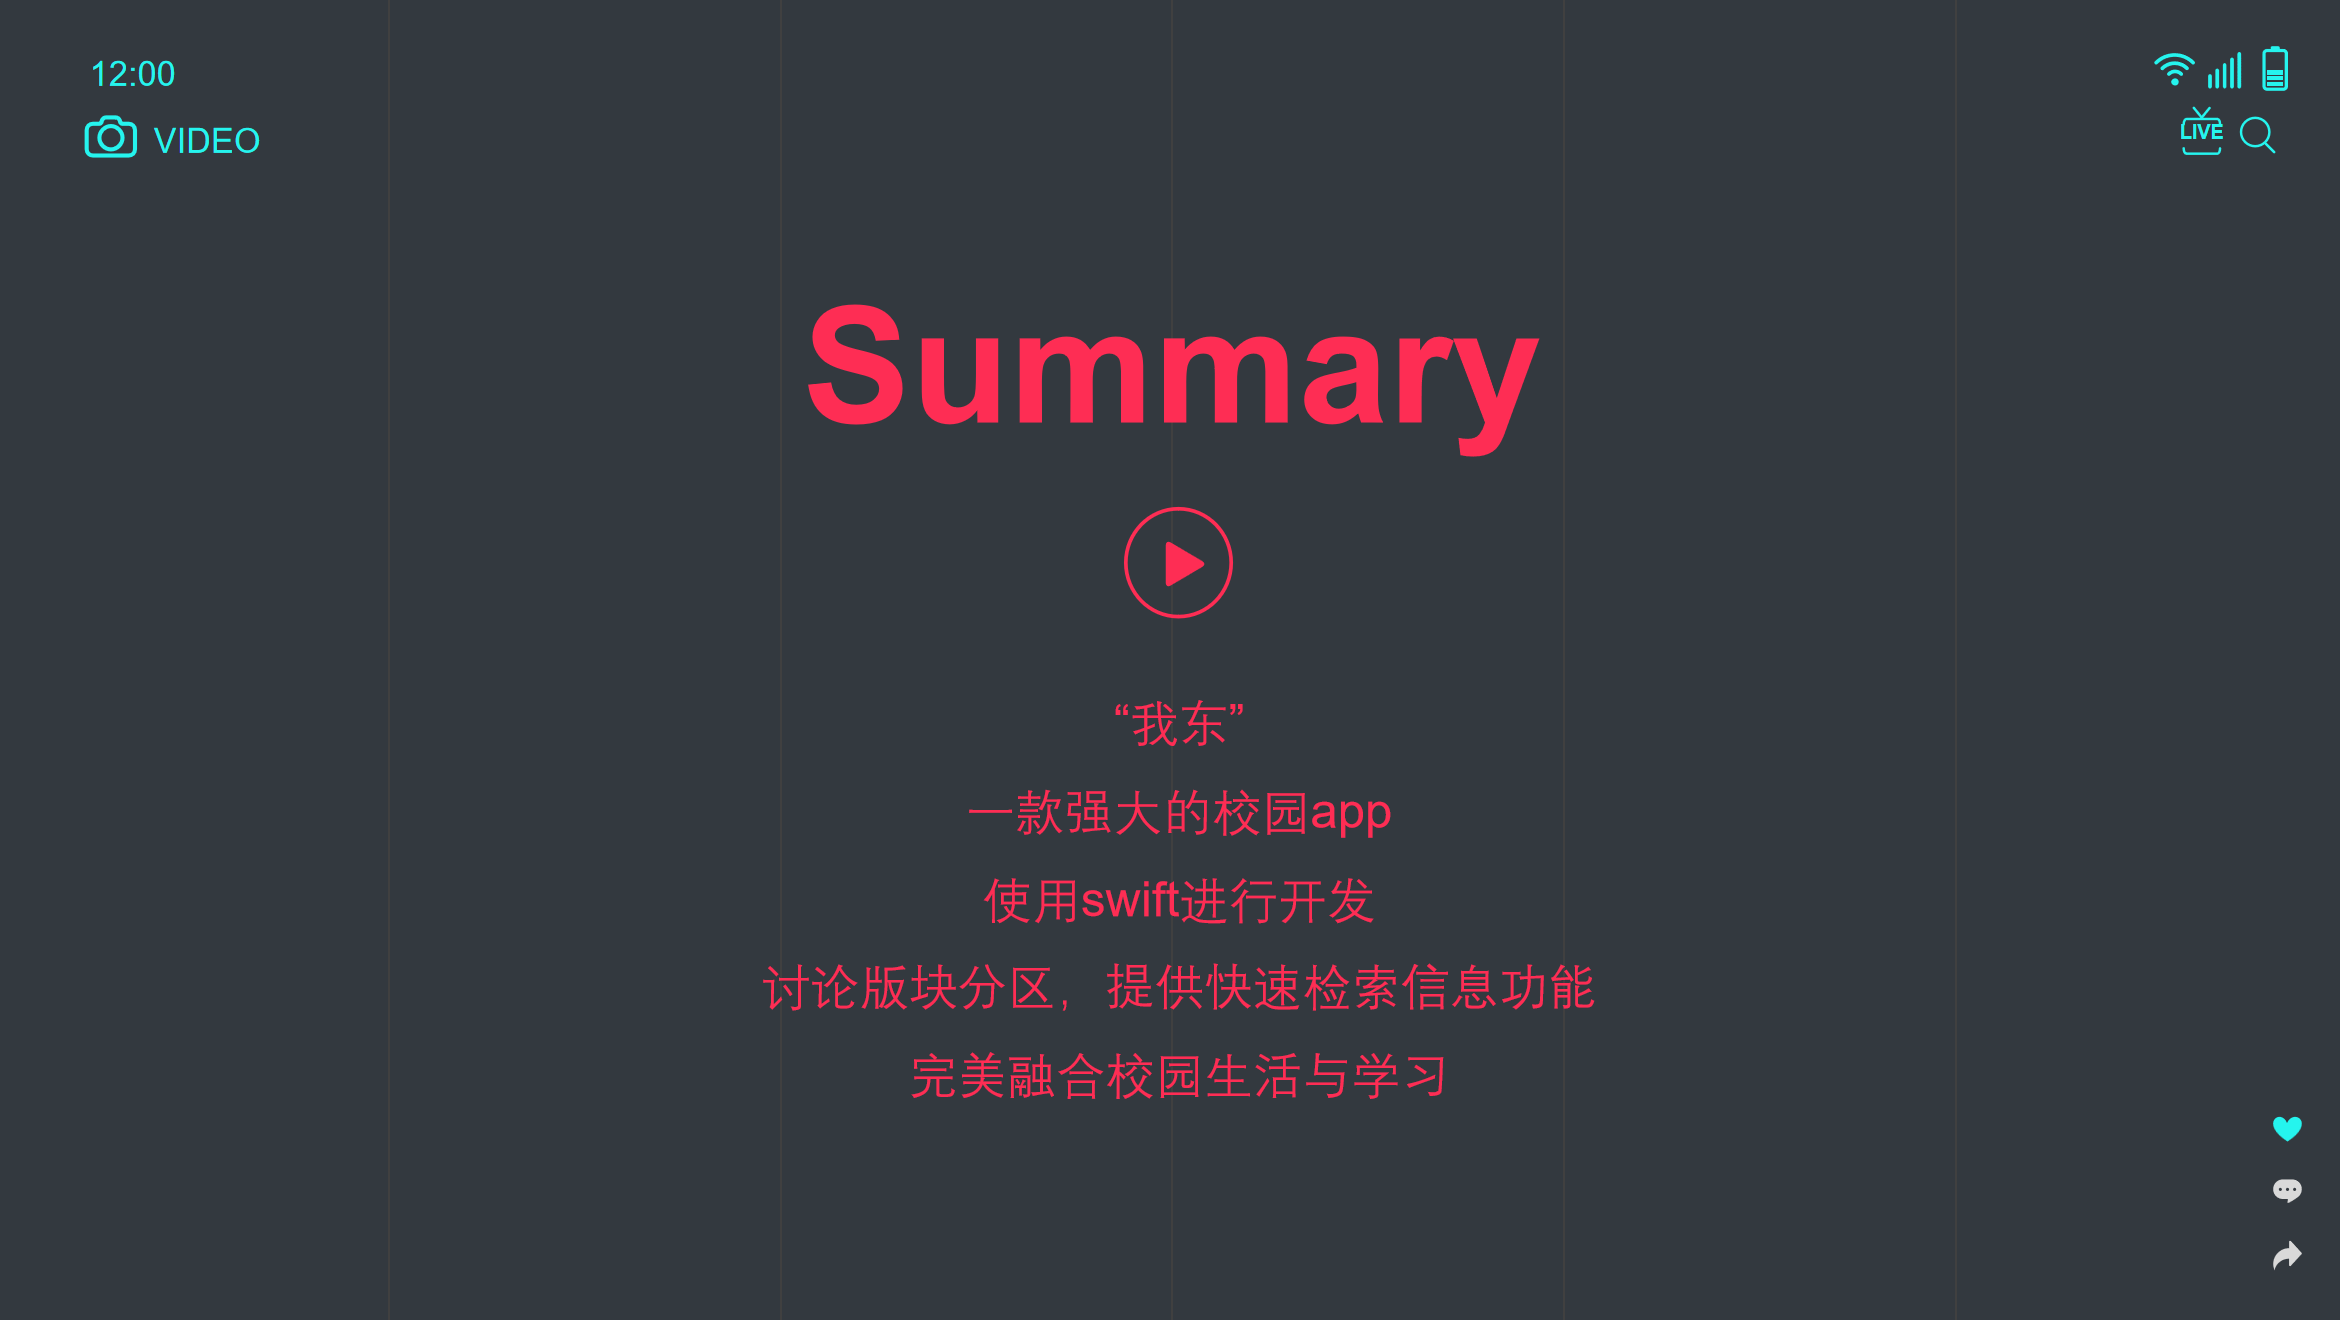 12:00
VIDEO
LIVE
Summary
“我东”
一款强大的校园app
使用swift进行开发
讨论版块分区，提供快速检索信息功能
完美融合校园生活与学习